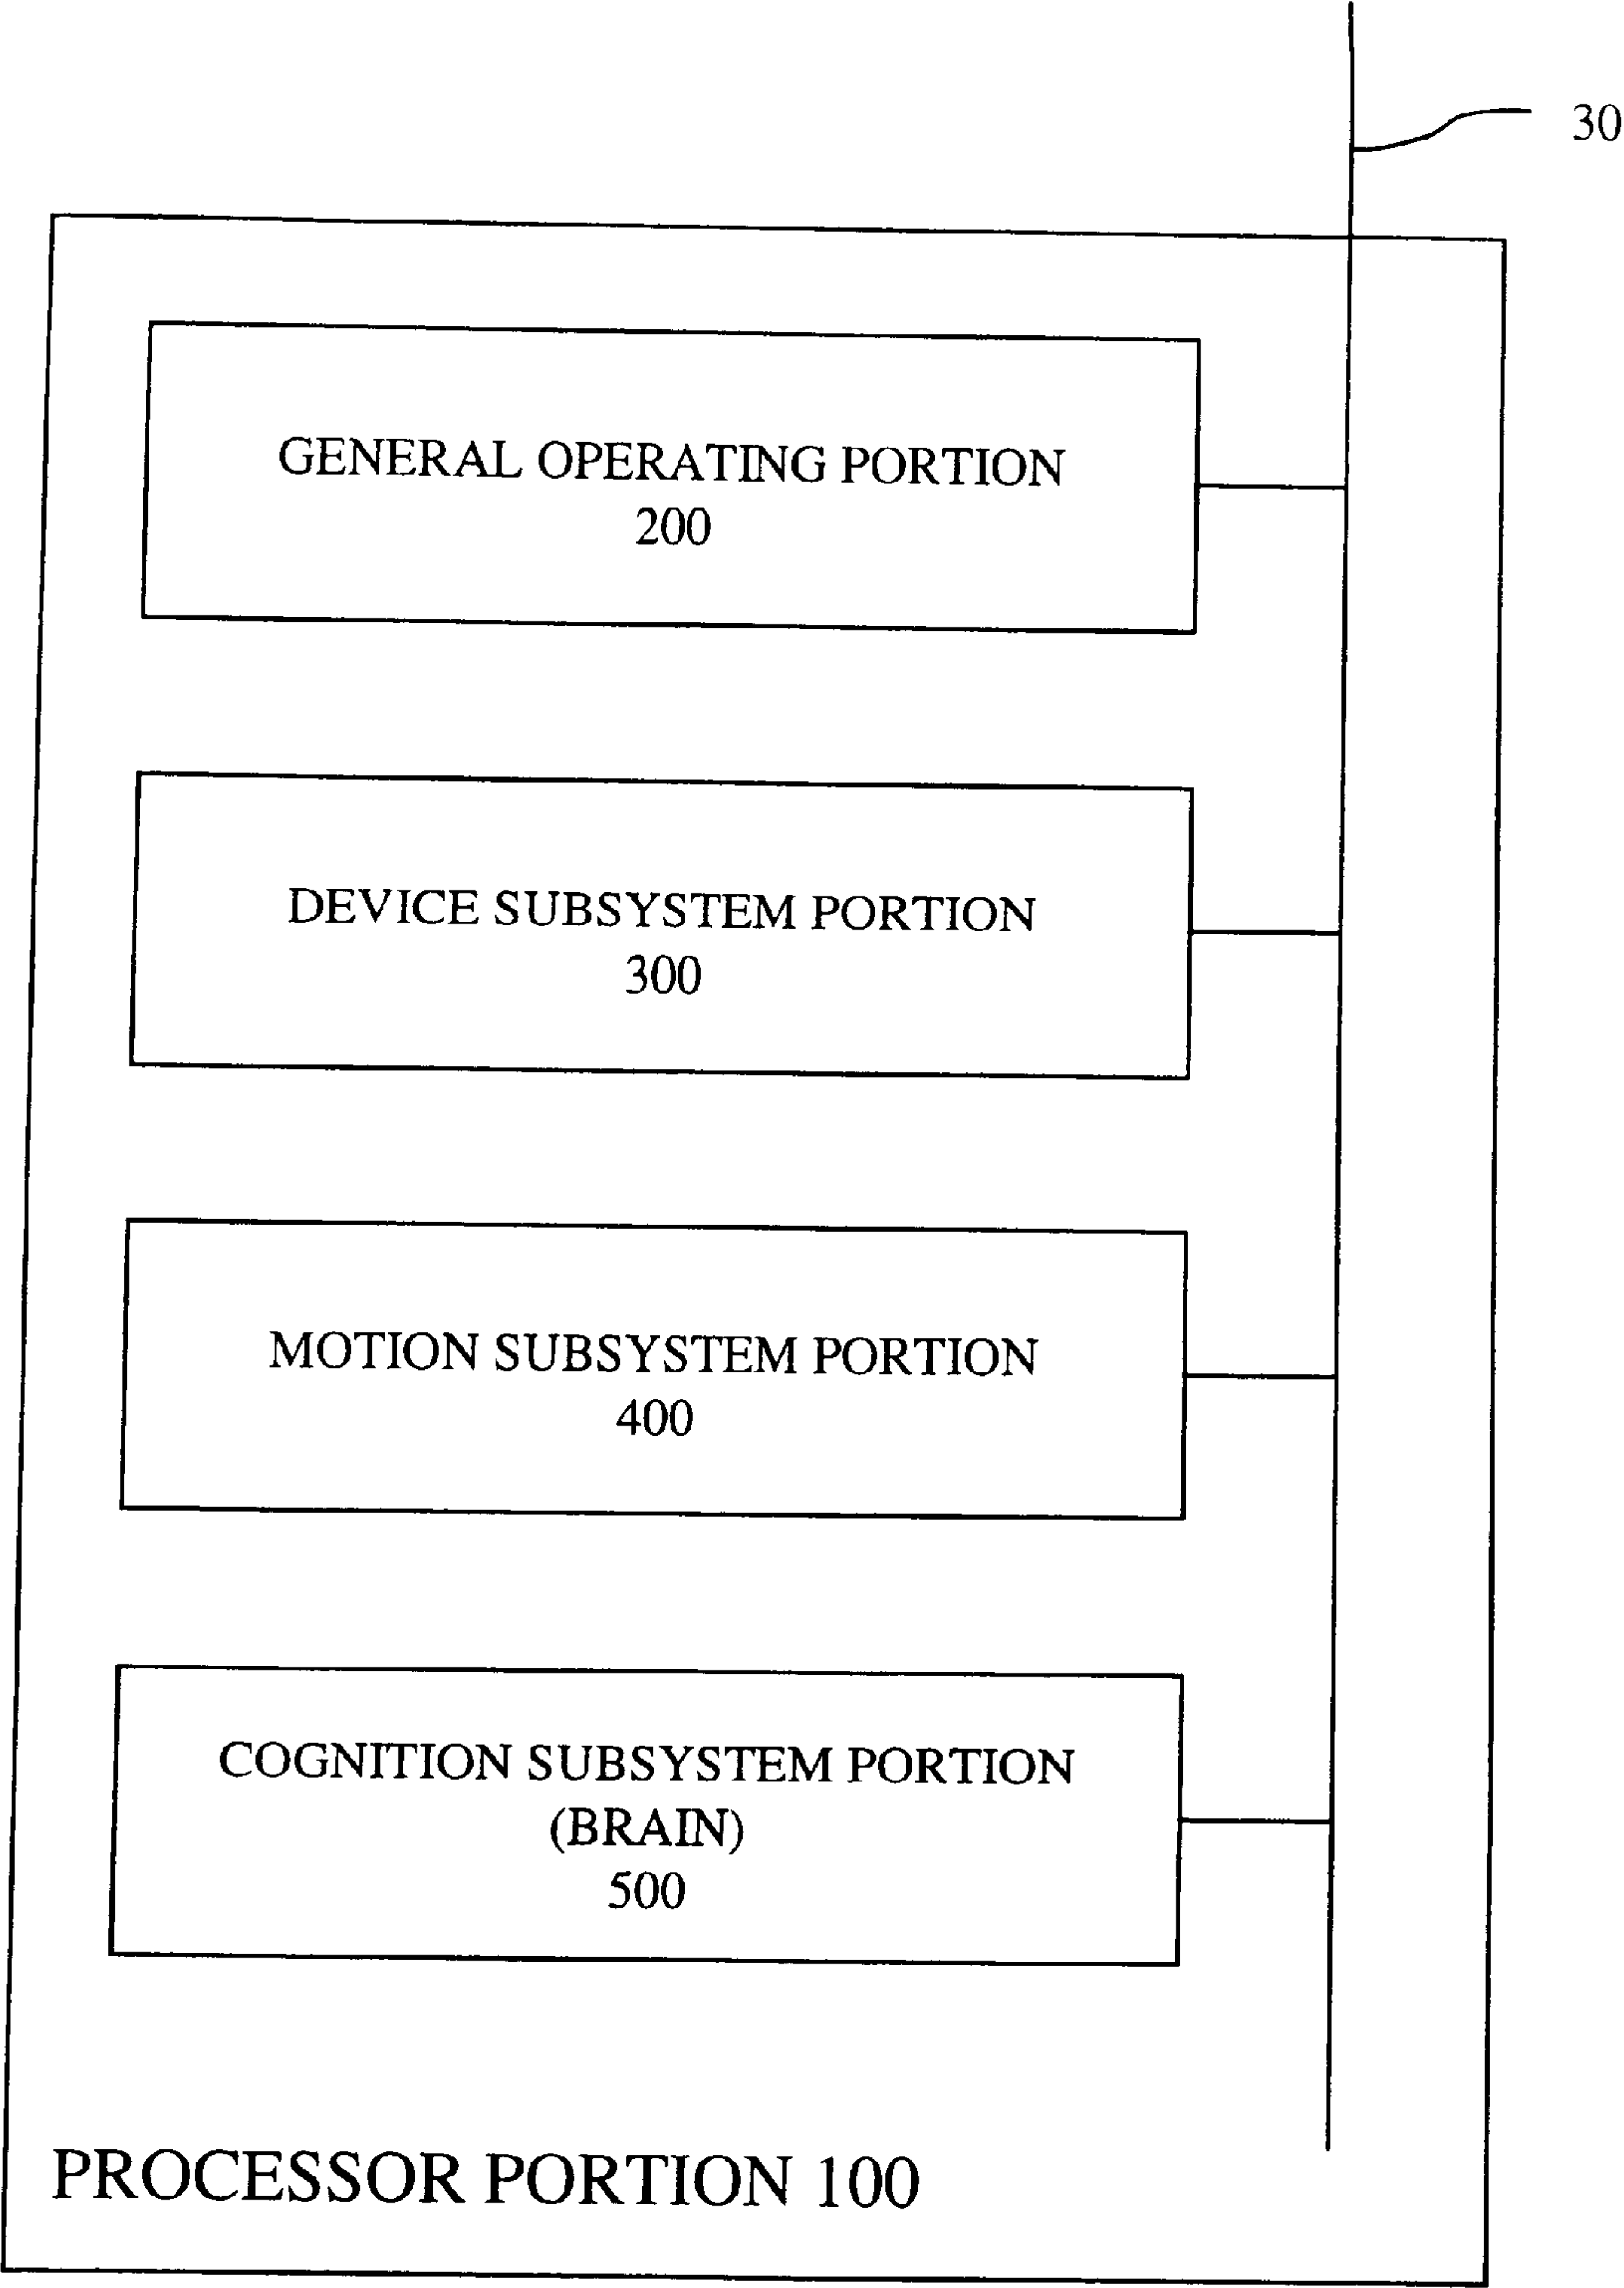 30
GENERAL OPERATING PORTION
200
DEVICE SUBSYSTEM PORTION
300
MOTION SUBSYSTEM PORTION
400
COGNITION SUBSYSTEM PORTION
(BRAIN)
500
PROCESSOR PORTION 100